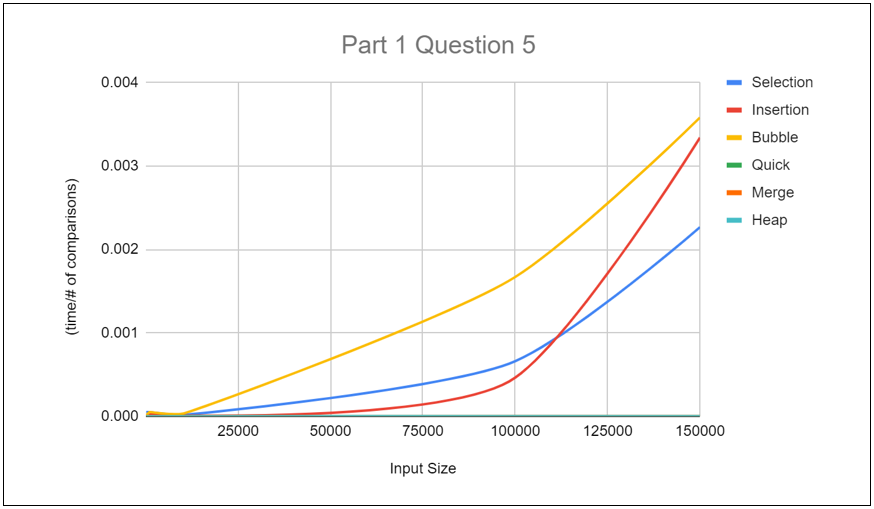 Part 1 Question 5
0.004
0.003
0.002
0.001
0.000
(time/# of comparisons)
25000
50000
75000
100000
125000
150000
Input Size
Selection
Insertion
Bubble
Quick
Merge
Heap